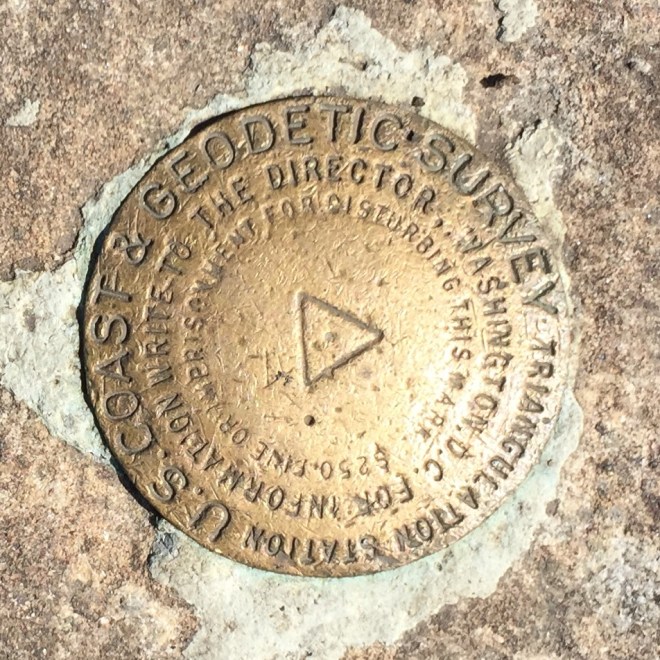 U.S. COAST & GEODETIC SURVEY
TRIANGULATION STATION
FOR INFORMATION WRITE TO THE DIRECTOR, WASHINGTON, D.C.
$250. FINE OR IMPRISONMENT FOR DISTURBING THIS MARK